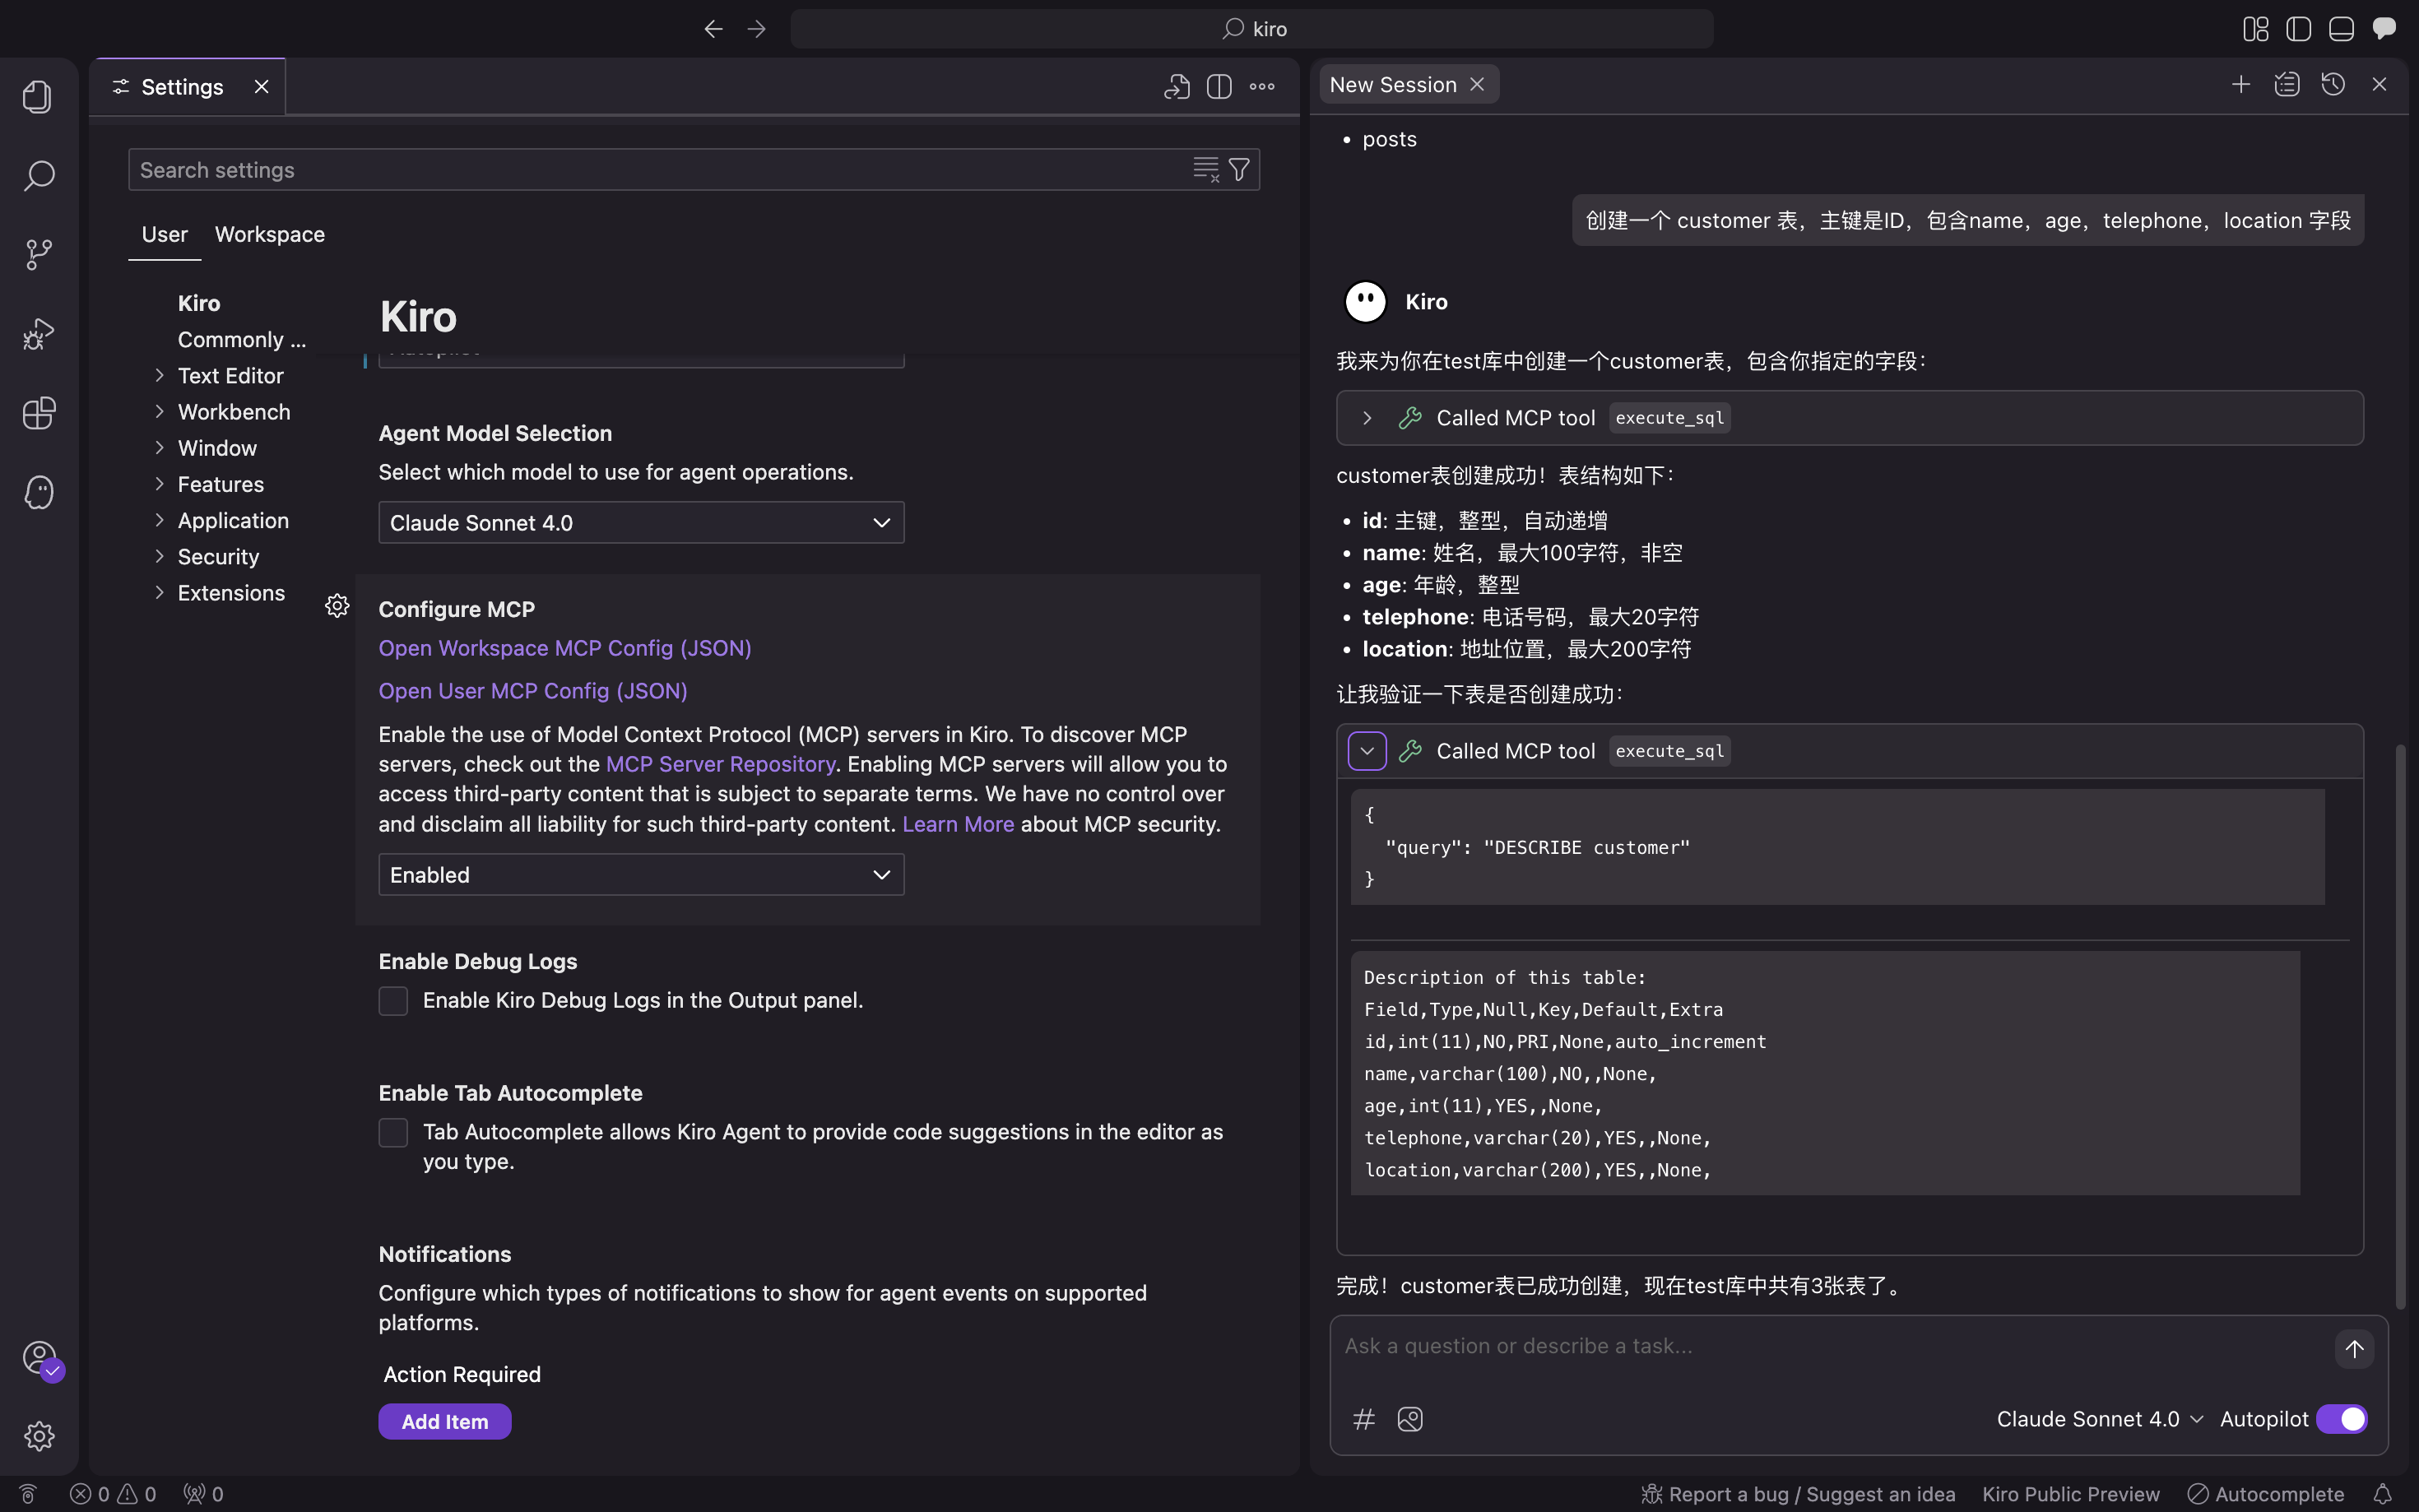 kiro
Settings
Search settings
User Workspace
Kiro
Commonly ...
Text Editor
Workbench
Window
Features
Application
Security
Extensions
Kiro
Agent Model Selection
Select which model to use for agent operations.
Claude Sonnet 4.0
Configure MCP
Open Workspace MCP Config (JSON)
Open User MCP Config (JSON)
Enable the use of Model Context Protocol (MCP) servers in Kiro. To discover MCP
servers, check out the MCP Server Repository. Enabling MCP servers will allow you to
access third-party content that is subject to separate terms. We have no control over
and disclaim all liability for such third-party content. Learn More about MCP security.
Enabled
Enable Debug Logs
Enable Kiro Debug Logs in the Output panel.
Enable Tab Autocomplete
Tab Autocomplete allows Kiro Agent to provide code suggestions in the editor as
you type.
Notifications
Configure which types of notifications to show for agent events on supported
platforms.
Action Required
Add Item
New Session
• posts
创建一个 customer 表，主键是ID，包含name，age，telephone，location 字段
Kiro
我来为你在test库中创建一个customer表，包含你指定的字段：
Called MCP tool execute_sql
customer表创建成功！表结构如下：
• id: 主键，整型，自动递增
• name: 姓名，最大100字符，非空
• age: 年龄，整型
• telephone: 电话号码，最大20字符
• location: 地址位置，最大200字符
让我验证一下表是否创建成功：
Called MCP tool execute_sql
{
"query": "DESCRIBE customer"
}
Description of this table:
Field,Type,Null,Key,Default,Extra
id,int(11),NO,PRI,None,auto_increment
name,varchar(100),NO,,None,
age,int(11),YES,,None,
telephone,varchar(20),YES,,None,
location,varchar(200),YES,,None,
完成！customer表已成功创建，现在test库中共有3张表了。
Ask a question or describe a task...
Claude Sonnet 4.0 Autopilot
0 0 0
Report a bug / Suggest an idea Kiro Public Preview Autocomplete